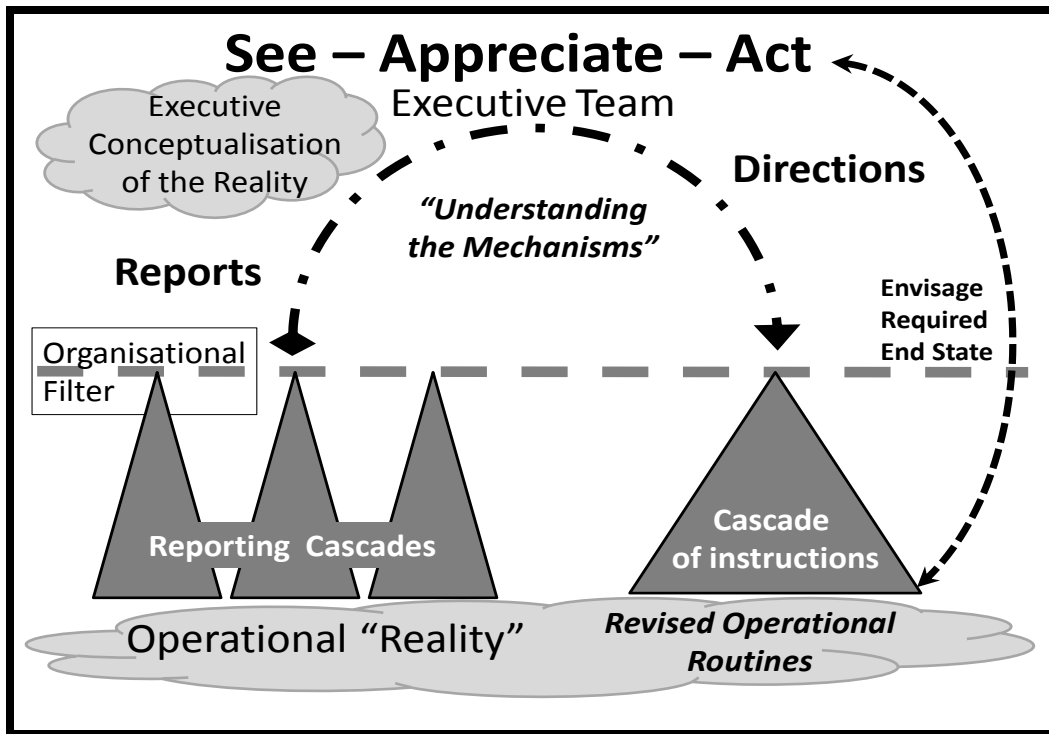 See – Appreciate – Act
Executive Team
Executive
Conceptualisation
of the Reality
Directions
“Understanding
the Mechanisms”
Reports
Envisage
Required
End State
Organisational
Filter
Reporting Cascades
Cascade
of instructions
Operational “Reality”
Revised Operational
Routines